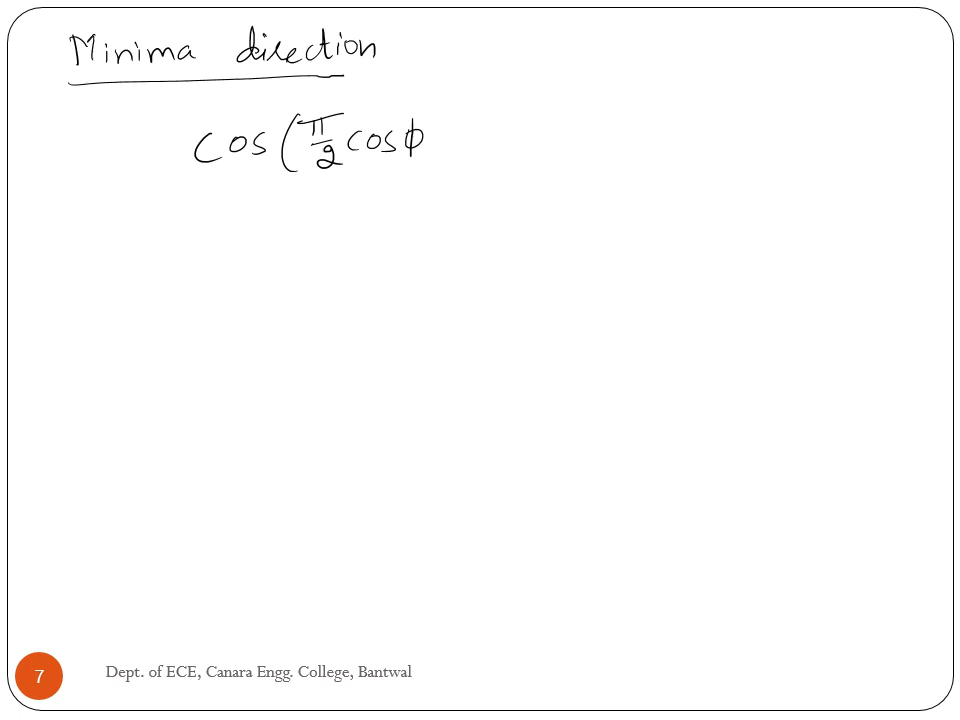 Minima direction
cos (π/2 cosϕ
7
Dept. of ECE, Canara Engg. College, Bantwal